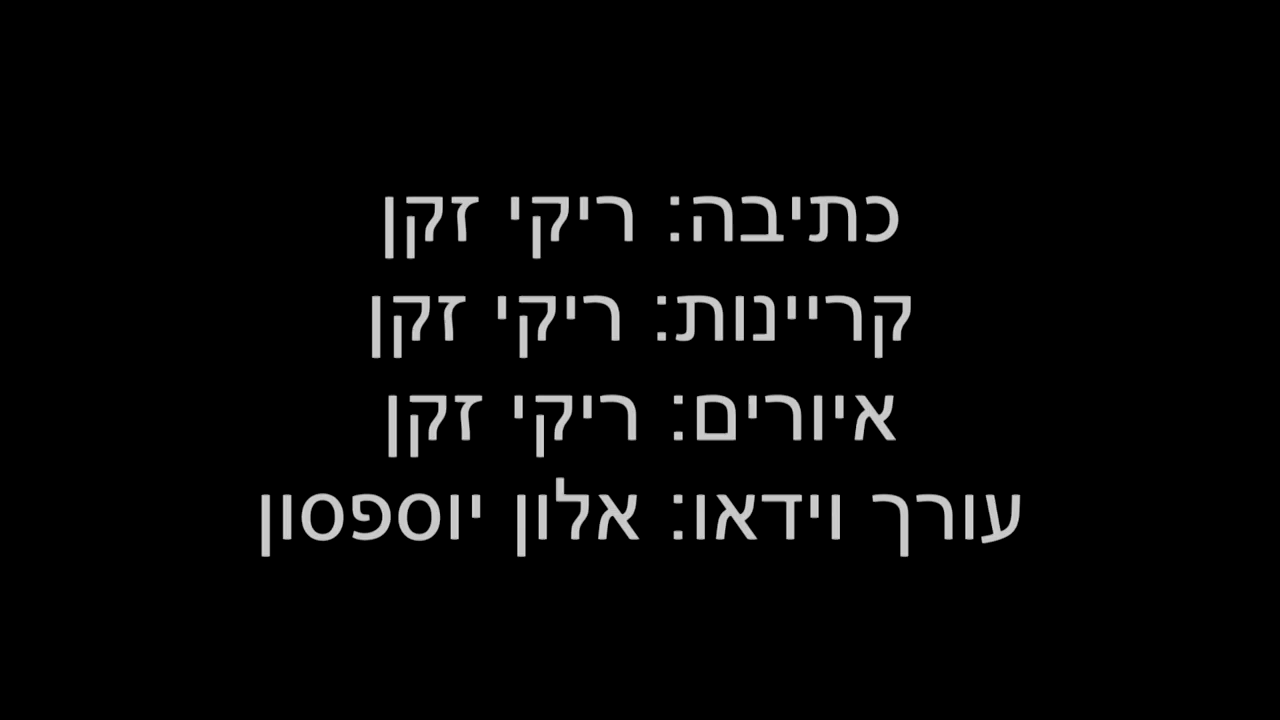 כתיבה: ריקי זקן
קריינות: ריקי זקן
איורים: ריקי זקן
עורך וידאו: אלון יוספסון